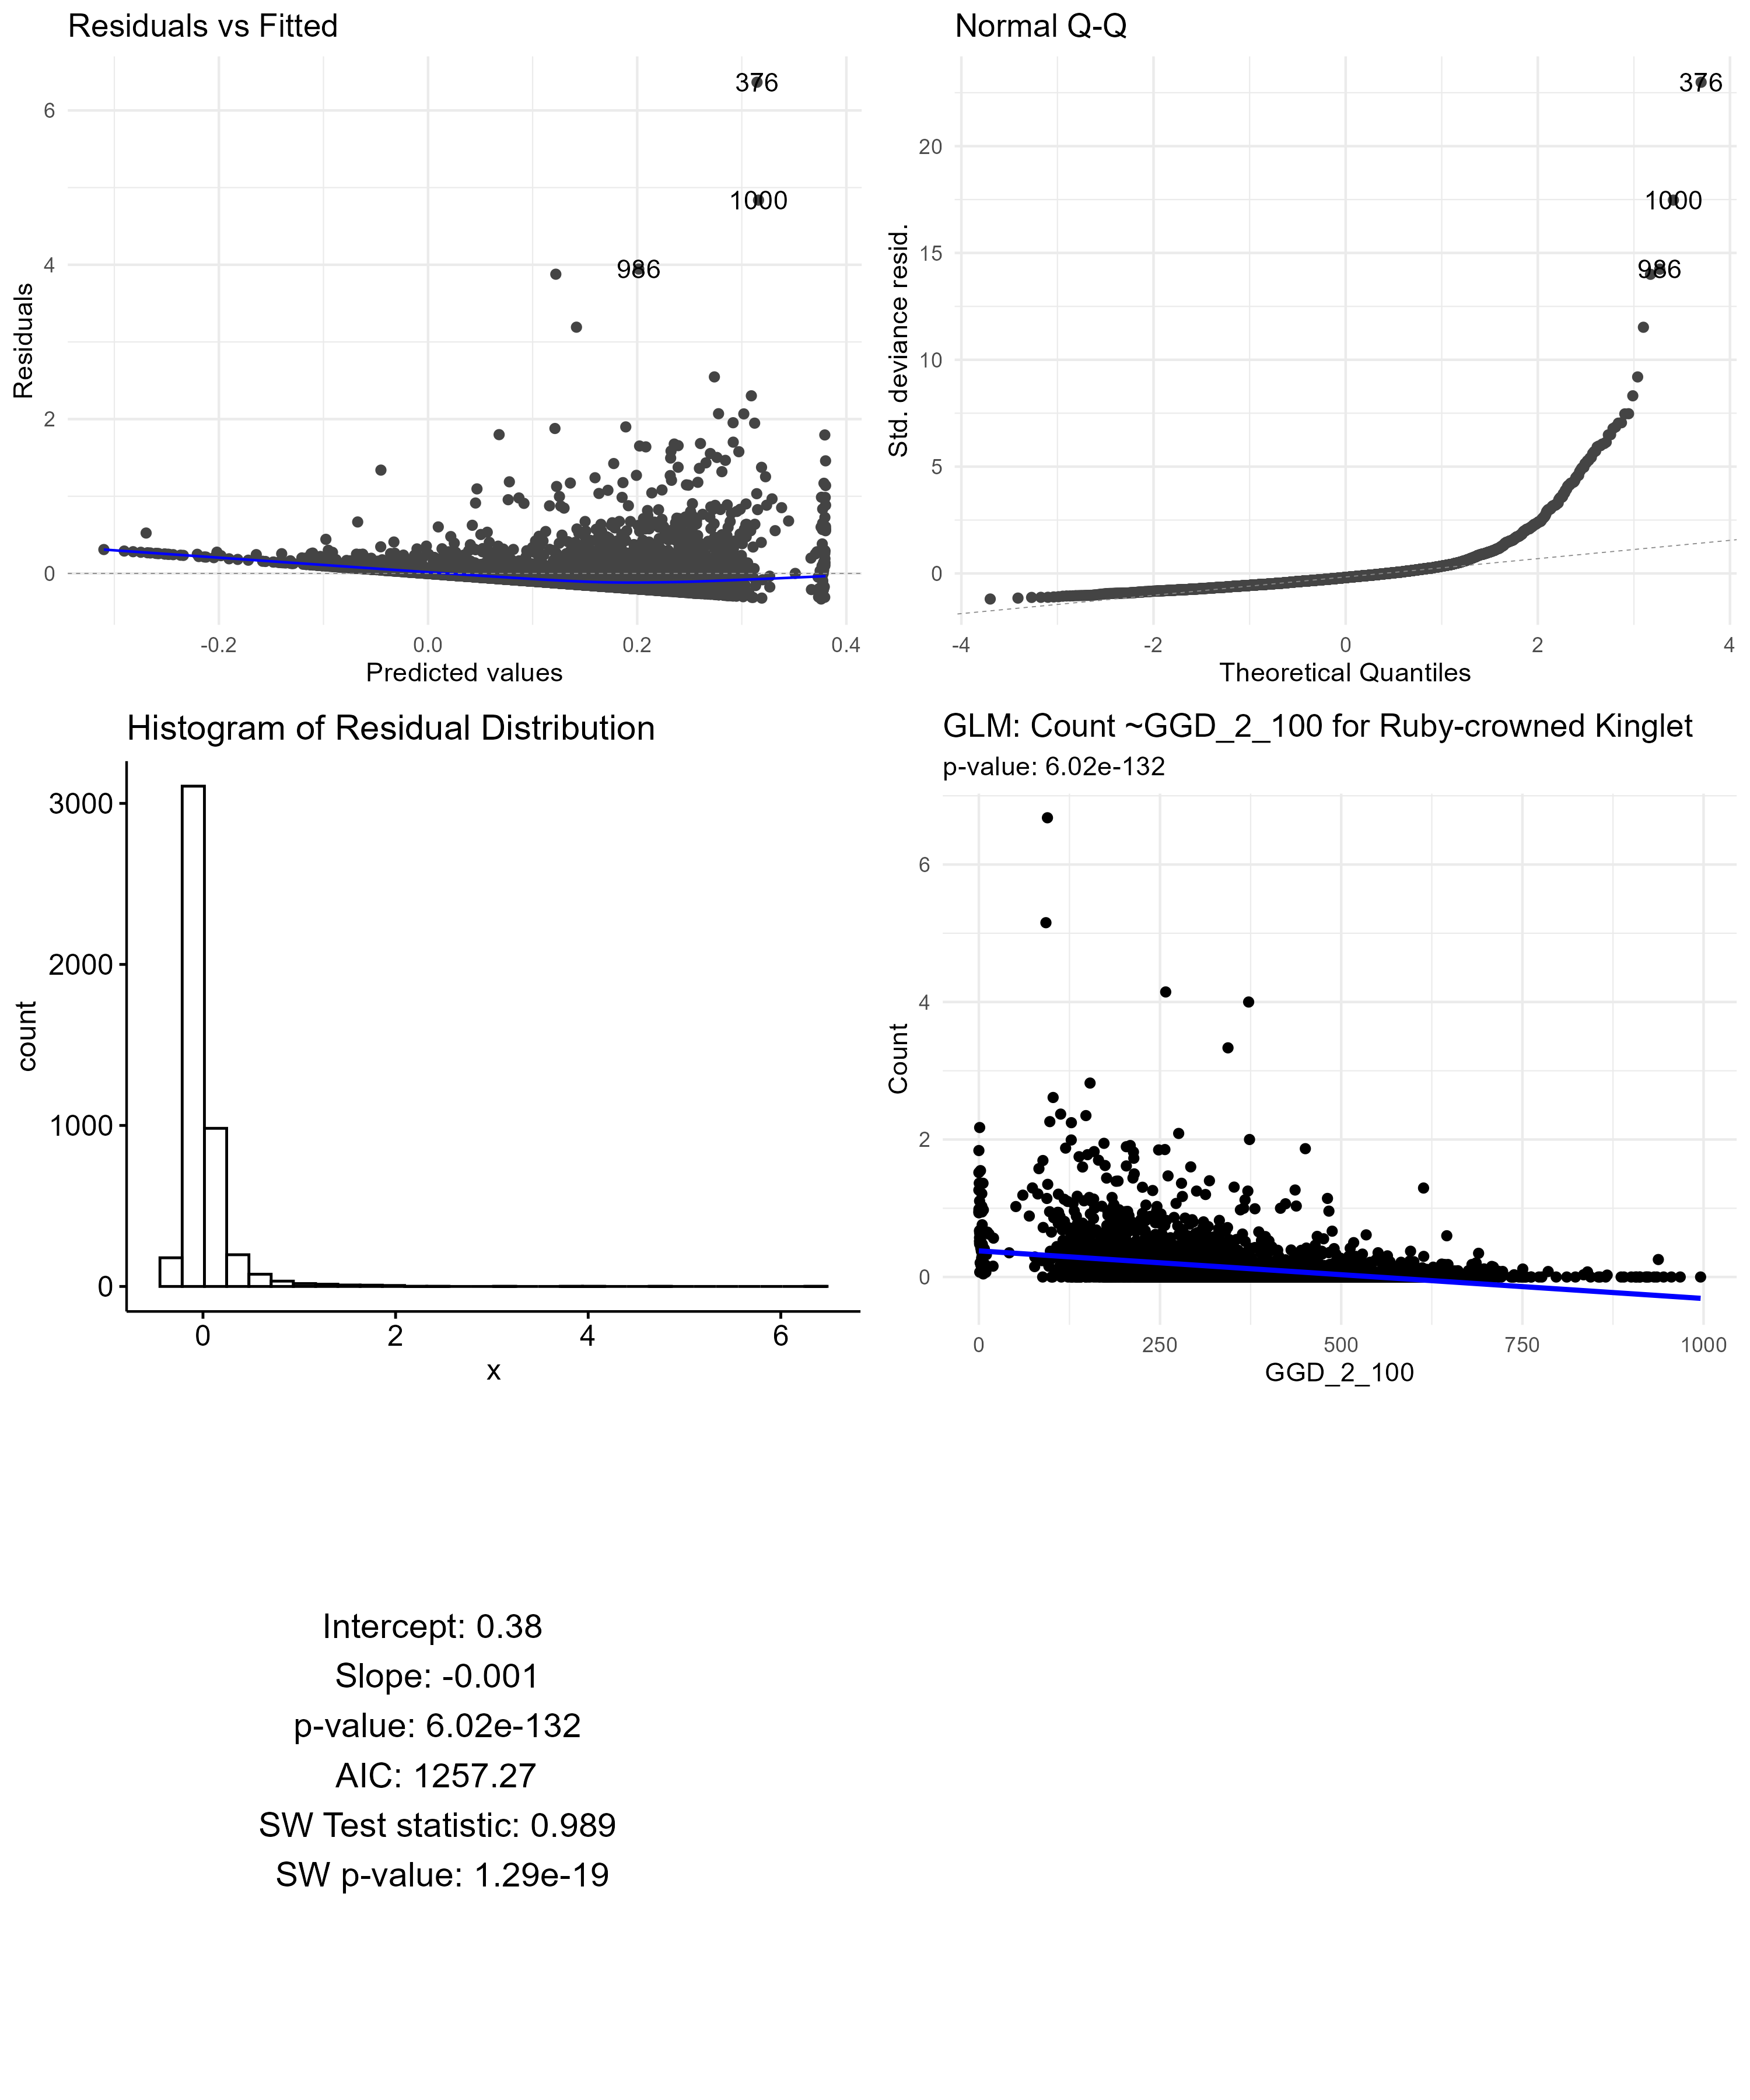 Residuals vs Fitted
376
1000
986
6
4
2
0
-0.2
0.0
0.2
0.4
Residuals
Predicted values
Normal Q-Q
376
1000
986
20
15
10
5
0
-4
-2
0
2
4
Std. deviance resid.
Theoretical Quantiles
Histogram of Residual Distribution
3000
2000
1000
0
0
2
4
6
count
x
GLM: Count ~GGD_2_100 for Ruby-crowned Kinglet
p-value: 6.02e-132
6
4
2
0
0
250
500
750
1000
Count
GGD_2_100
Intercept: 0.38
Slope: -0.001
p-value: 6.02e-132
AIC: 1257.27
SW Test statistic: 0.989
SW p-value: 1.29e-19